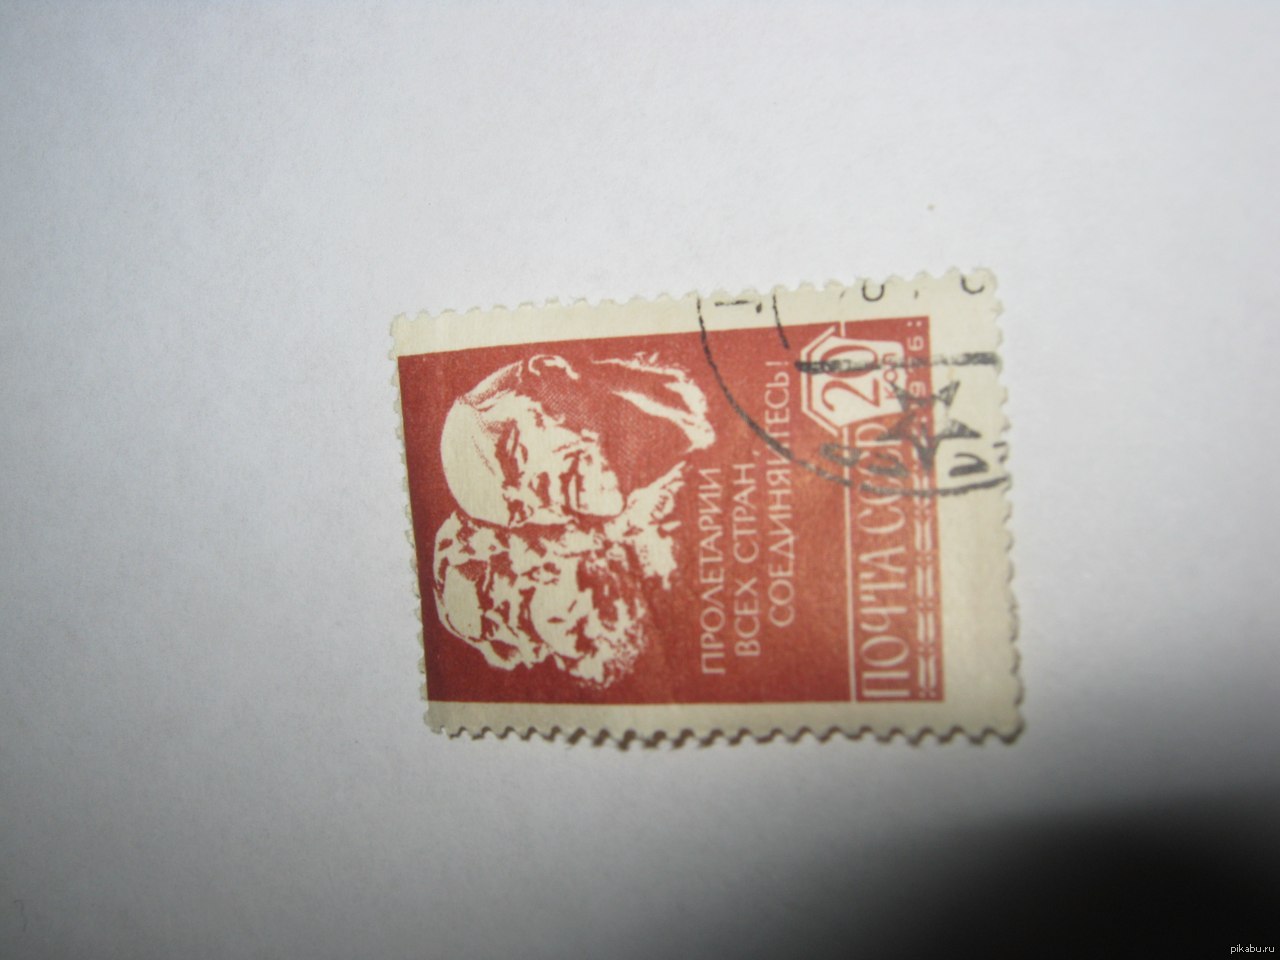 ПРОЛЕТАРИИ
ВСЕХ СТРАН,
СОЕДИНЯЙТЕСЬ!
20
КОП
ПОЧТА СССР
1976
pikabu.ru